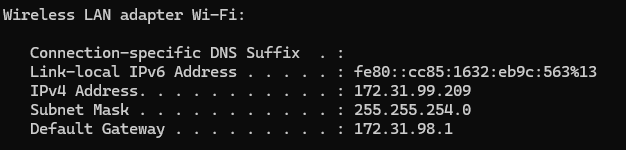 Wireless LAN adapter Wi-Fi:
Connection-specific DNS Suffix  . :
Link-local IPv6 Address . . . . . : fe80::cc85:1632:eb9c:563%13
IPv4 Address. . . . . . . . . . . : 172.31.99.209
Subnet Mask . . . . . . . . . . . : 255.255.254.0
Default Gateway . . . . . . . . . : 172.31.98.1